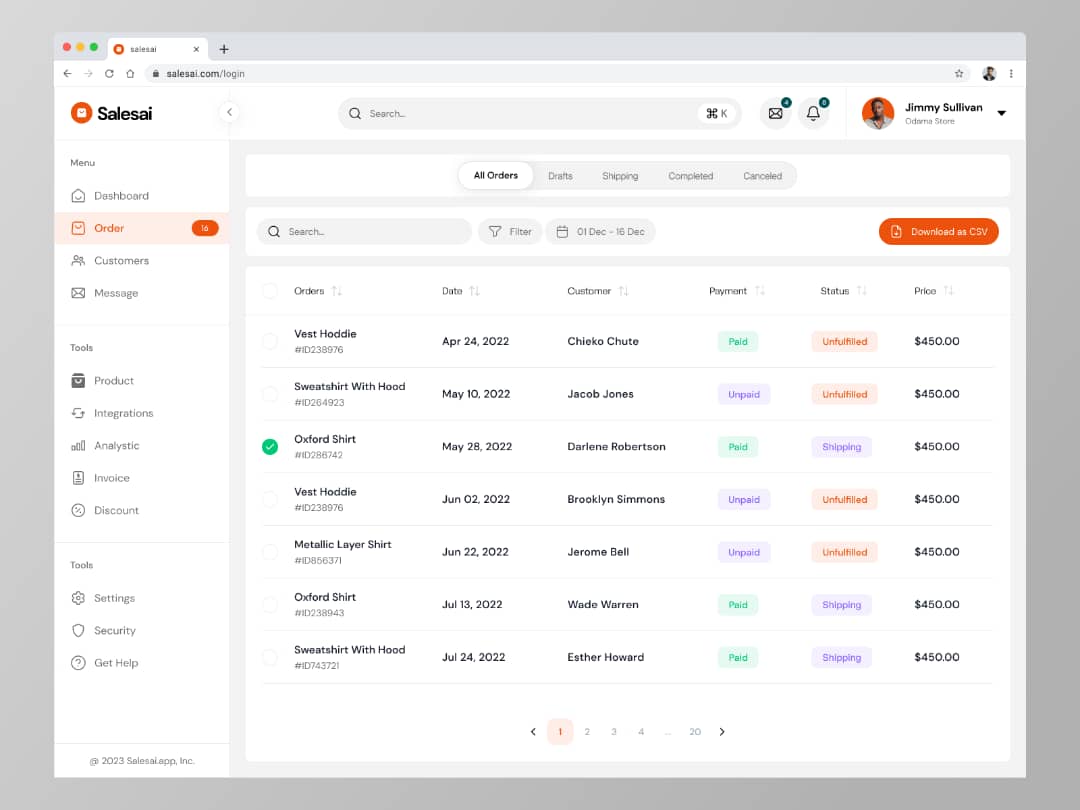 salesai
salesai.com/login
Salesai
Search...
⌘ K
4
Jimmy Sullivan
Odama Store
Menu
Dashboard
Order
16
Customers
Message
Tools
Product
Integrations
Analystic
Invoice
Discount
Tools
Settings
Security
Get Help
@ 2023 Salesai.app, Inc.
All Orders
Drafts
Shipping
Completed
Canceled
Search...
Filter
01 Dec - 16 Dec
Download as CSV
Orders
Date
Customer
Payment
Status
Price
Vest Hoddie
#ID238976
Apr 24, 2022
Chieko Chute
Paid
Unfulfilled
$450.00
Sweatshirt With Hood
#ID264923
May 10, 2022
Jacob Jones
Unpaid
Unfulfilled
$450.00
Oxford Shirt
#ID286742
May 28, 2022
Darlene Robertson
Paid
Shipping
$450.00
Vest Hoddie
#ID238976
Jun 02, 2022
Brooklyn Simmons
Unpaid
Unfulfilled
$450.00
Metallic Layer Shirt
#ID856371
Jun 22, 2022
Jerome Bell
Unpaid
Unfulfilled
$450.00
Oxford Shirt
#ID238943
Jul 13, 2022
Wade Warren
Paid
Shipping
$450.00
Sweatshirt With Hood
#ID743721
Jul 24, 2022
Esther Howard
Paid
Shipping
$450.00
1 2 3 4 ... 20